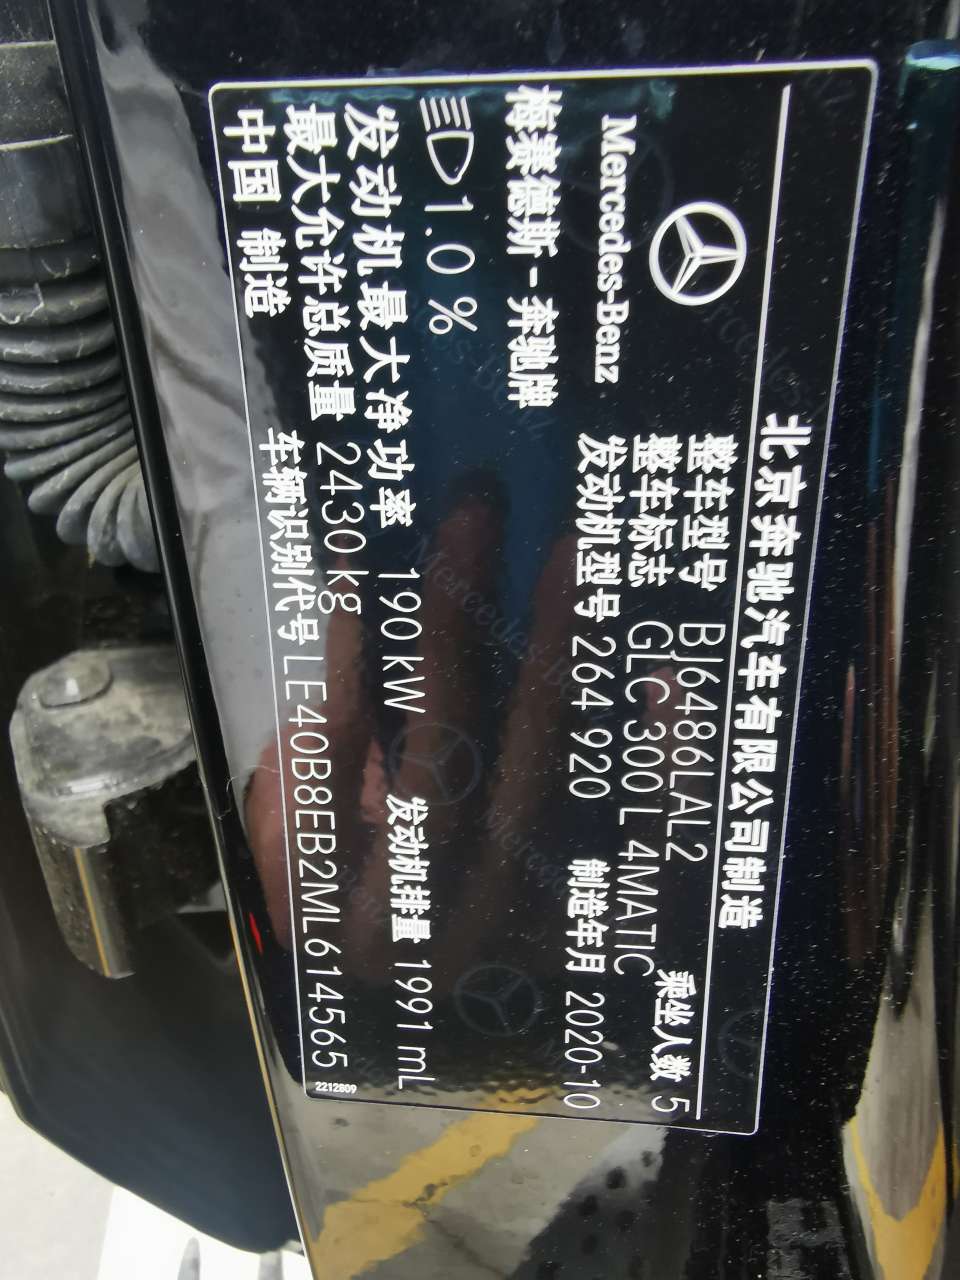 北京奔驰汽车有限公司制造
整车型号 BJ6486LAL2
Mercedes-Benz 整车标志 GLC 300 L 4MATIC 乘坐人数 5
梅赛德斯-奔驰牌 发动机型号 264 920 制造年月 2020-10
1.0 %
发动机最大净功率 190 kW 发动机排量 1991 mL
最大允许总质量 2430 kg
中国 制造 车辆识别代号 LE40B8EB2ML614565
2212809